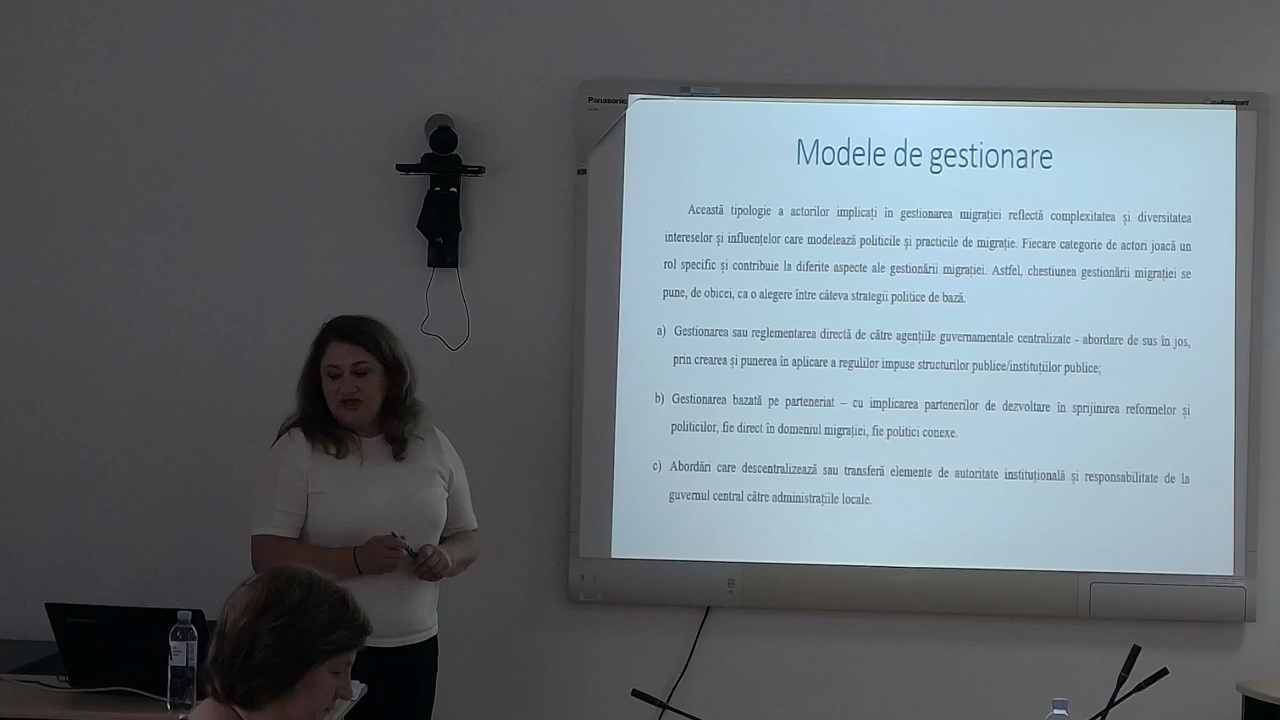 Panasonic
Modele de gestionare
Această tipologie a actorilor implicați în gestionarea migrației reflectă complexitatea și diversitatea
intereselor și influențelor care modelează politicile și practicile de migrație. Fiecare categorie de actori joacă un
rol specific și contribuie la diferite aspecte ale gestionării migrației. Astfel, chestiunea gestionării migrației se
pune, de obicei, ca o alegere între câteva strategii politice de bază.
a) Gestionarea sau reglementarea directă de către agențiile guvernamentale centralizate - abordare de sus în jos,
prin crearea și punerea în aplicare a regulilor impuse structurilor publice/instituțiilor publice;
b) Gestionarea bazată pe parteneriat – cu implicarea partenerilor de dezvoltare în sprijinirea reformelor și
politicilor, fie direct în domeniul migrației, fie politici conexe.
c) Abordări care descentralizează sau transferă elemente de autoritate instituțională și responsabilitate de la
guvernul central către administrațiile locale.